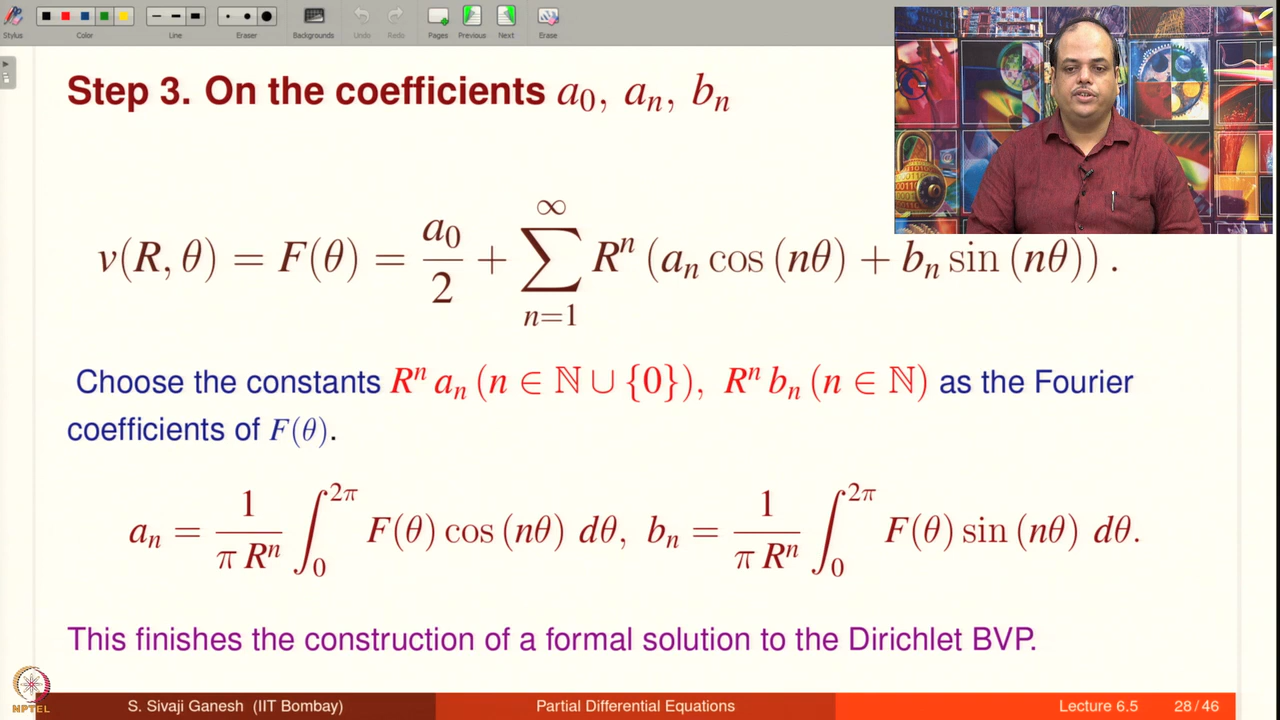 Stylus Color Line Eraser Backgrounds Undo Redo Pages Previous Next Erase
Step 3. On the coefficients a₀, aₙ, bₙ
v(R, θ) = F(θ) = a₀/2 + ∑_{n=1}^{∞} Rⁿ (aₙ cos (nθ) + bₙ sin (nθ)) .
Choose the constants Rⁿ aₙ (n ∈ ℕ ∪ {0}), Rⁿ bₙ (n ∈ ℕ) as the Fourier
coefficients of F(θ).
aₙ = 1/(π Rⁿ) ∫₀^{2π} F(θ) cos (nθ) dθ, bₙ = 1/(π Rⁿ) ∫₀^{2π} F(θ) sin (nθ) dθ.
This finishes the construction of a formal solution to the Dirichlet BVP.
NPTEL
S. Sivaji Ganesh (IIT Bombay) Partial Differential Equations Lecture 6.5 28 / 46